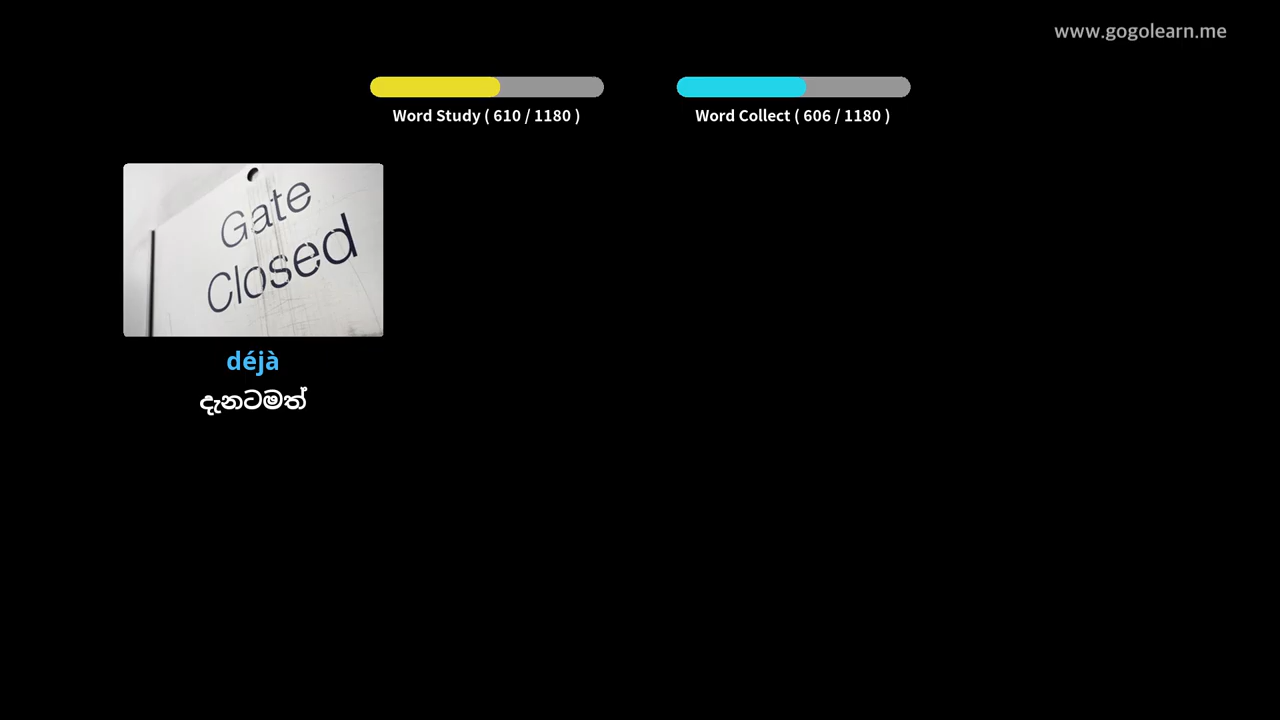 www.gogolearn.me
Word Study ( 610 / 1180 )
Word Collect ( 606 / 1180 )
Gate
Closed
déjà
දැනටමත්